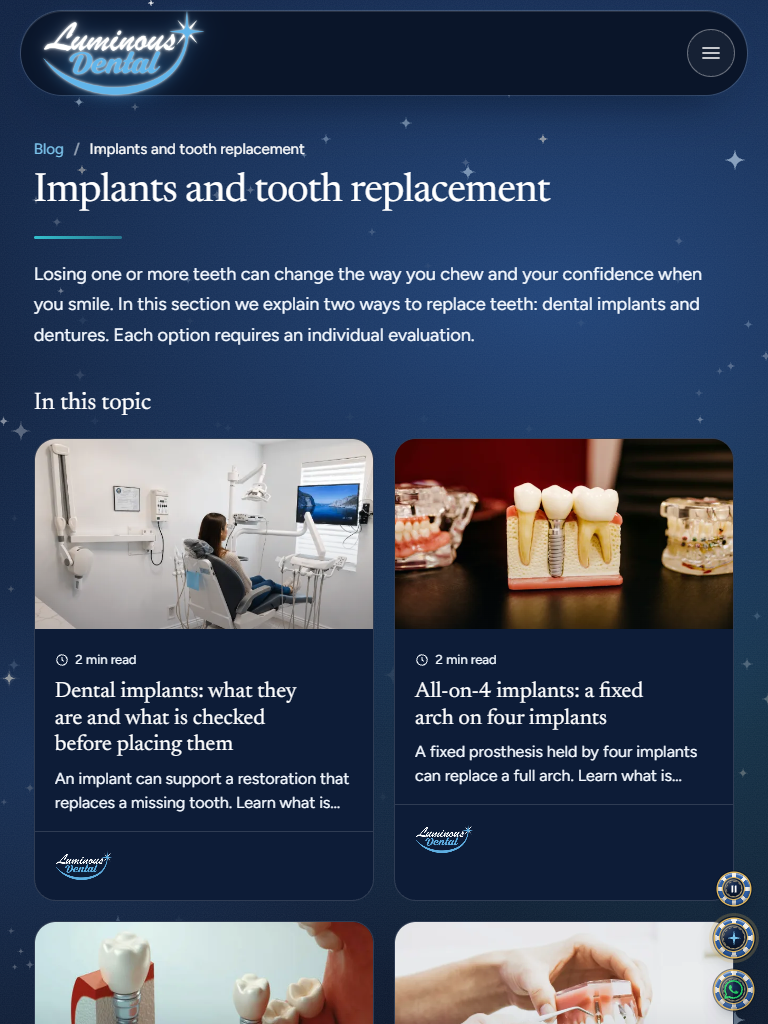 Luminous
Dental
Blog / Implants and tooth replacement
Implants and tooth replacement
Losing one or more teeth can change the way you chew and your confidence when
you smile. In this section we explain two ways to replace teeth: dental implants and
dentures. Each option requires an individual evaluation.
In this topic
2 min read
Dental implants: what they
are and what is checked
before placing them
An implant can support a restoration that
replaces a missing tooth. Learn what is...
Luminous
Dental
2 min read
All-on-4 implants: a fixed
arch on four implants
A fixed prosthesis held by four implants
can replace a full arch. Learn what is...
Luminous
Dental